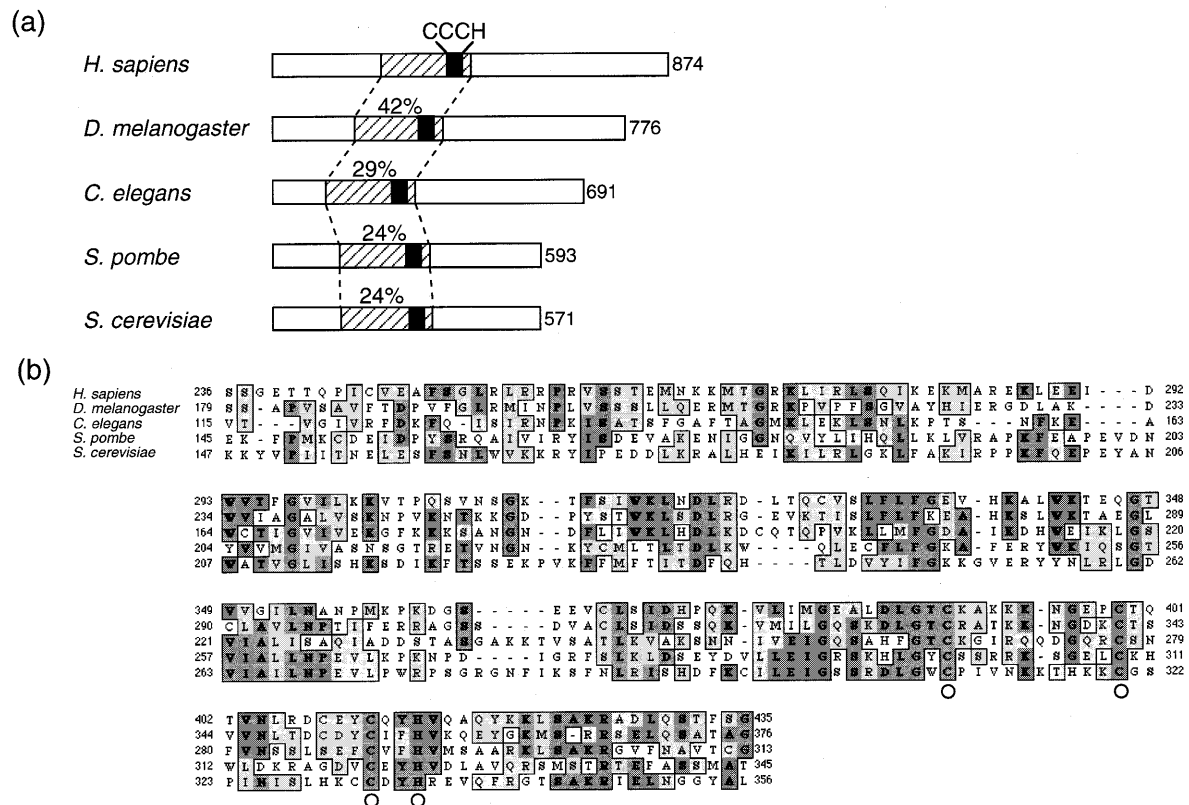 (a)
CCCH
H. sapiens 874
42%
D. melanogaster 776
29%
C. elegans 691
24%
S. pombe 593
24%
S. cerevisiae 571
(b)
H. sapiens 236 S S G E T T Q P I C V E A F S G L R L R R P R V S S T E M N K K M T G R K L I R L S Q I K E K M A R E K L E E I - - - D 292
D. melanogaster 179 S S - A P V S A V F T D P V F G L R M I N P L V S S S L L Q E R M T G R K P V P F S G V A Y H I E R G D L A K - - - - D 233
C. elegans 115 V T - - - V G I V R F D K F Q - I S I R N P K I S A T S F G A F T A G M K L E K L S N L K P T S - - - N F K E - - - - A 163
S. pombe 145 E K - F P M K C D E I D P Y S R Q A I V I R Y I S D E V A K E N I G G N Q V Y L I H Q L L K L V R A P K F E A P E V D N 203
S. cerevisiae 147 K K Y V P I I T N E L E S F S N L W V K K R Y I P E D D L K R A L H E I K I L R L G K L F A K I R P P K F Q E P E Y A N 206
293 W V T F G V I L K K V T P Q S V N S G K - - T F S I W K L N D L R D - L T Q C V S L F L F G E V - H K A L W K T E Q G T 348
234 W V I A G A L V S K N P V K N T K K G D - - P Y S T W K L S D L R G - E V K T I S L F L F K E A - H K S L W K T A E G L 289
164 W C T I G V I V E K G F K K K S A N G N - - D F L I W K L H D L K D C Q T Q P V K L L M F G D A - H D H W E I K L G S 220
204 Y V V M G I V A S N S G T R E T V N G N - - K Y C M L T L T D L K W - - - - Q L E C F L F G K A - F E R Y W K I Q S G T 256
207 W A T V G L I S H K S D I K F T S S E K P V K F F M F T I T D F Q H - - - - T L D V Y I F G K K G V E R Y Y N L R L G D 262
349 V V G I L N A N P M K P K D G S - - - - - E E V C L S I D H P Q K - V L I M G E A L D L G T C K A K K K - N G E P C T Q 401
290 C L A V L N P T I F E R R A G S S - - - - D V A C L S I D S S Q K - V M I L G Q S K D L G T C R A T K K - N G D K C T S 343
221 V I A L I S A Q I A D D S T A S G A K K T V S A T L K V A K S N N - V V E I G Q S A H F G T C K G I R Q Q D G Q R C S N 279
257 V I A L L N P E V L K P K N P D - - - - I G R F S L K L D S E Y D V L L E I G R S K H L G Y C S S R R K - S G E L C K H 311
263 V I A I L N P E V L P W R P S G R G N F I K S F N L R I S H D F K C I L E I G S S R D L G W C P I V N K K T H K K C G S 322
402 T V N L R D C E Y C Q Y H V Q A Q Y K K L S A K R A D L Q S T F S G 435
344 V V N L T D C D Y C I F H V K Q E Y G K M S - R R S E L Q S A T A G 376
280 F V N S S L S E F C V F H V M S A A R K L S A K R G V F N A V T C G 313
312 W L D K R A G D V C E Y H V D L A V Q R S M S T R T E F A S S M A T 345
323 P I N I S L H K C C D Y H R E V Q F R G T S A K R I E L N G G Y A L 356